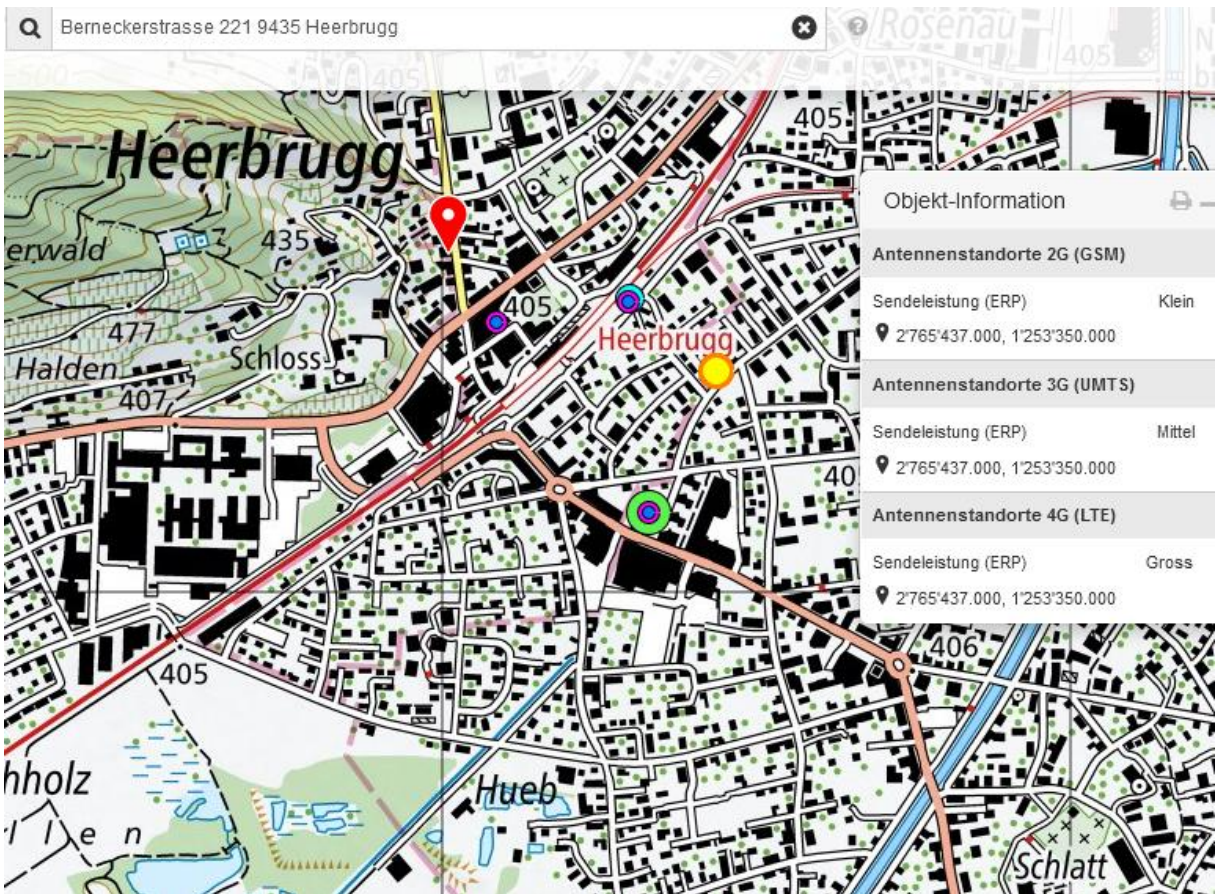 Berneckerstrasse 221 9435 Heerbrugg
Rosenau
405
405
500
405
Heerbrugg
Objekt-Information
erwald
435
Antennenstandorte 2G (GSM)
Sendeleistung (ERP) Klein
2'765'437.000, 1'253'350.000
405
477
Heerbrugg
Schloss
Halden
407
Antennenstandorte 3G (UMTS)
Sendeleistung (ERP) Mittel
2'765'437.000, 1'253'350.000
40
Antennenstandorte 4G (LTE)
Sendeleistung (ERP) Gross
2'765'437.000, 1'253'350.000
406
405
hholz
Hueb
l l e n
Schlatt